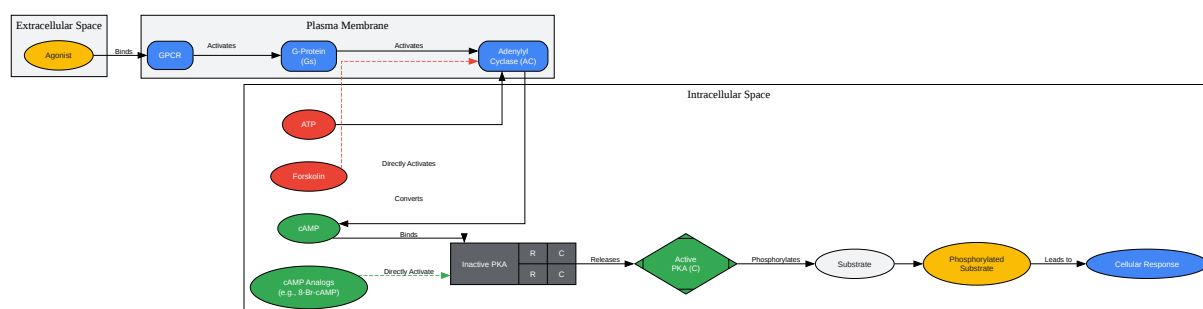 Extracellular Space
Plasma Membrane
Agonist
Binds
GPCR
Activates
G-Protein
(Gs)
Activates
Adenylyl
Cyclase (AC)
Intracellular Space
ATP
Directly Activates
Forskolin
Converts
cAMP
Binds
Inactive PKA
R
C
R
C
Releases
Active
PKA (C)
Phosphorylates
Substrate
Phosphorylated
Substrate
Leads to
Cellular Response
cAMP Analogs
(e.g., 8-Br-cAMP)
Directly Activate